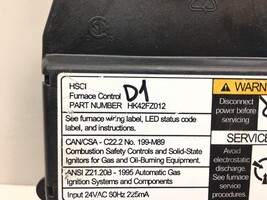 HSCI
Furnace Control D1
PART NUMBER HK42FZ012
See furnace wiring label, LED status code
label, and instructions.
CAN/CSA - C22.2 No. 199-M89
Combustion Safety Controls and Solid-State
Ignitors for Gas and Oil-Burning Equipment.
ANSI Z21.20B - 1995 Automatic Gas
Ignition Systems and Components
Input 24VAC 60Hz
WARN
Disconnect
power before
servicing.
SERVICE
Avoid
electrostatic
discharge.
See furnace
service
procedures.